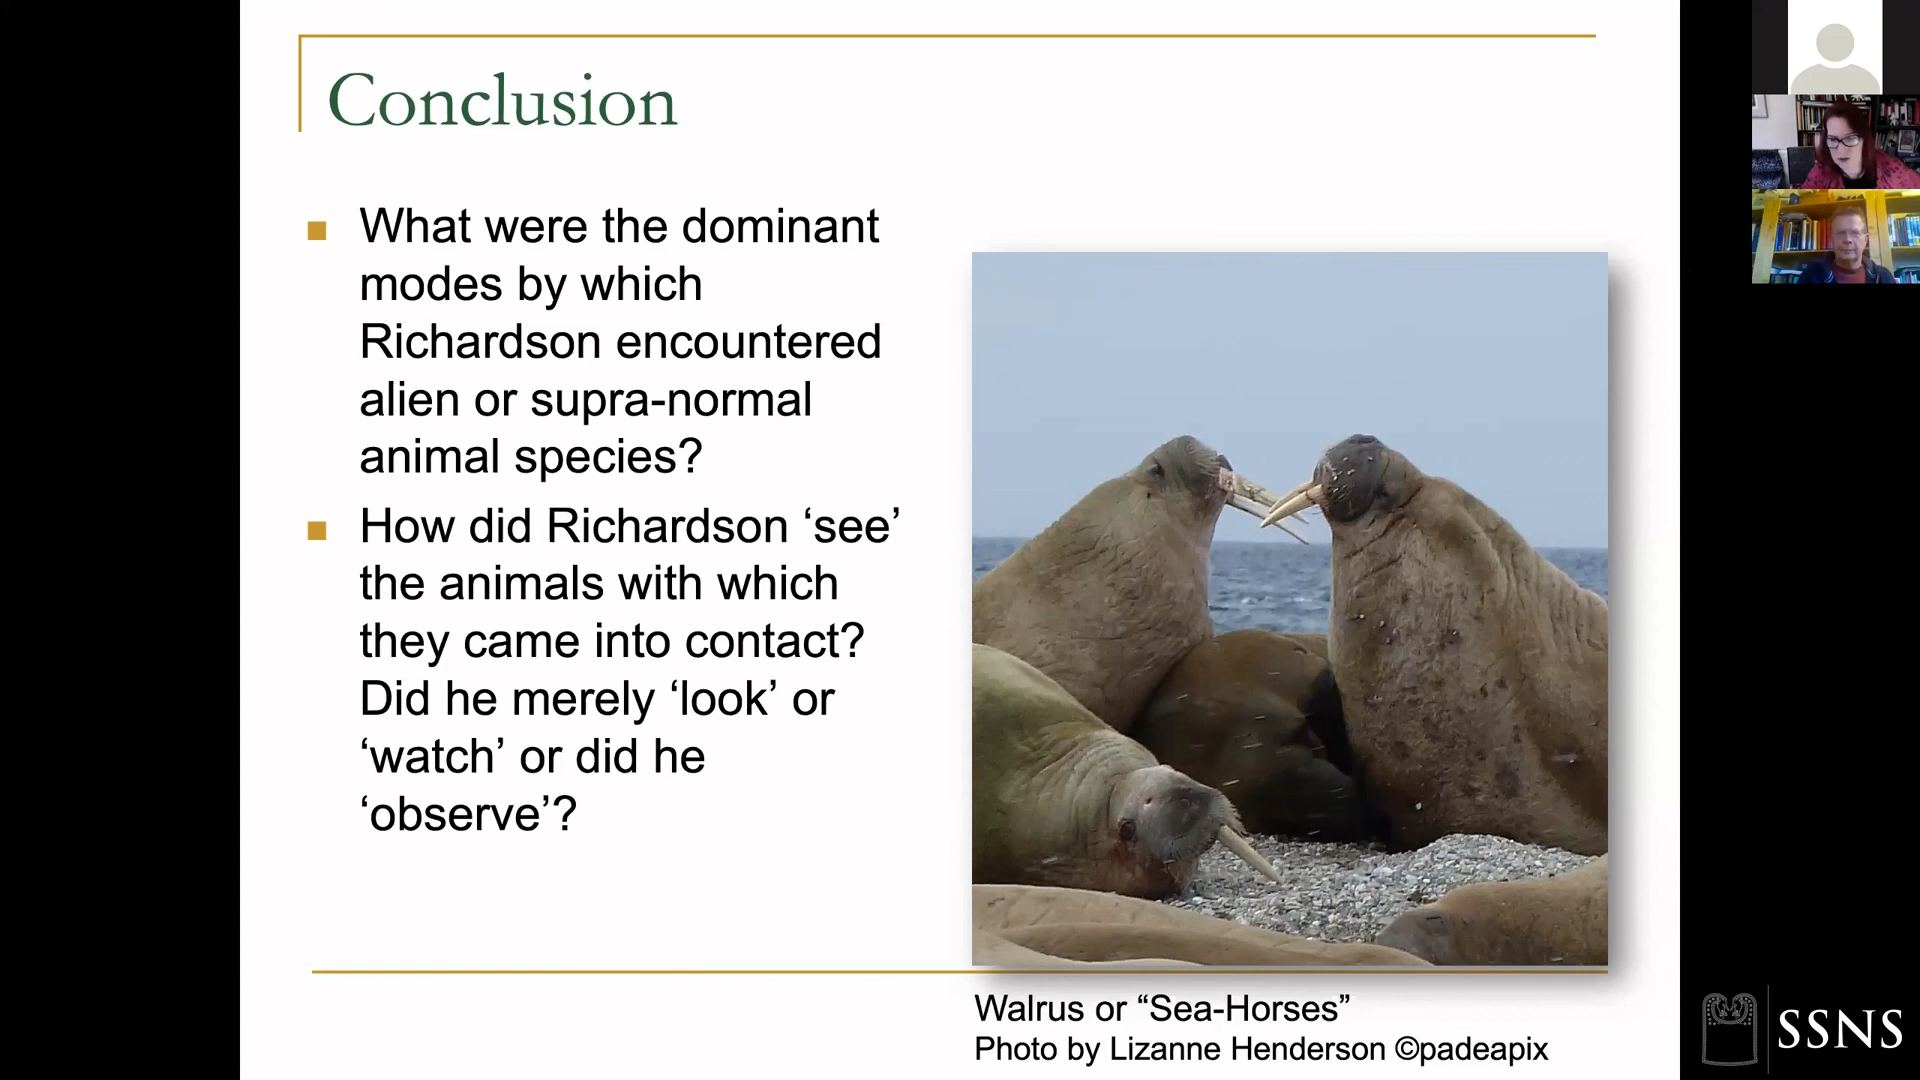 Conclusion
What were the dominant
modes by which
Richardson encountered
alien or supra-normal
animal species?
How did Richardson ‘see’
the animals with which
they came into contact?
Did he merely ‘look’ or
‘watch’ or did he
‘observe’?
Walrus or “Sea-Horses”
Photo by Lizanne Henderson ©padeapix
SSNS